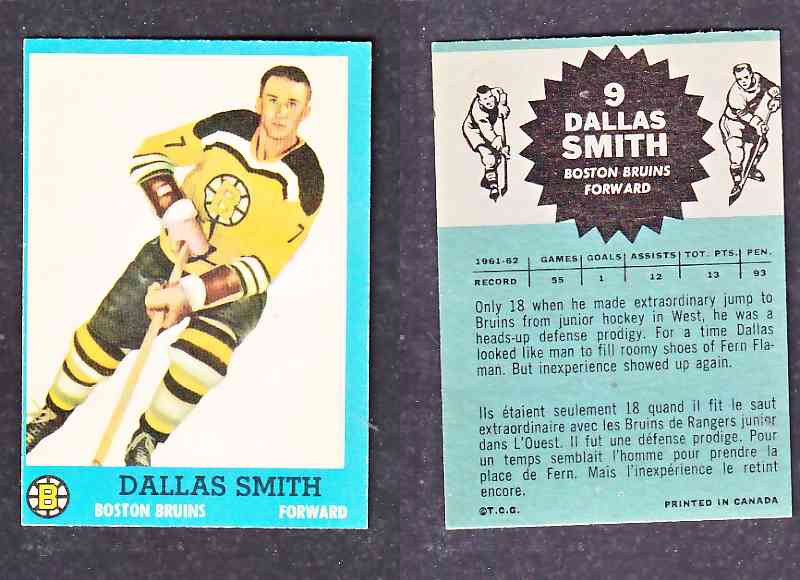 7
B
7
B
DALLAS SMITH
BOSTON BRUINS FORWARD
9
DALLAS
SMITH
BOSTON BRUINS
FORWARD
1961-62 GAMES GOALS ASSISTS TOT. PTS. PEN.
RECORD 55 1 12 13 93
Only 18 when he made extraordinary jump to
Bruins from junior hockey in West, he was a
heads-up defense prodigy. For a time Dallas
looked like man to fill roomy shoes of Fern Fla-
man. But inexperience showed up again.
Ils étaient seulement 18 quand il fit le saut
extraordinaire avec les Bruins de Rangers junior
dans L'Ouest. Il fut une défense prodige. Pour
un temps semblait l'homme pour prendre la
place de Fern. Mais l'inexpérience le retint
encore.
©T.C.G. PRINTED IN CANADA